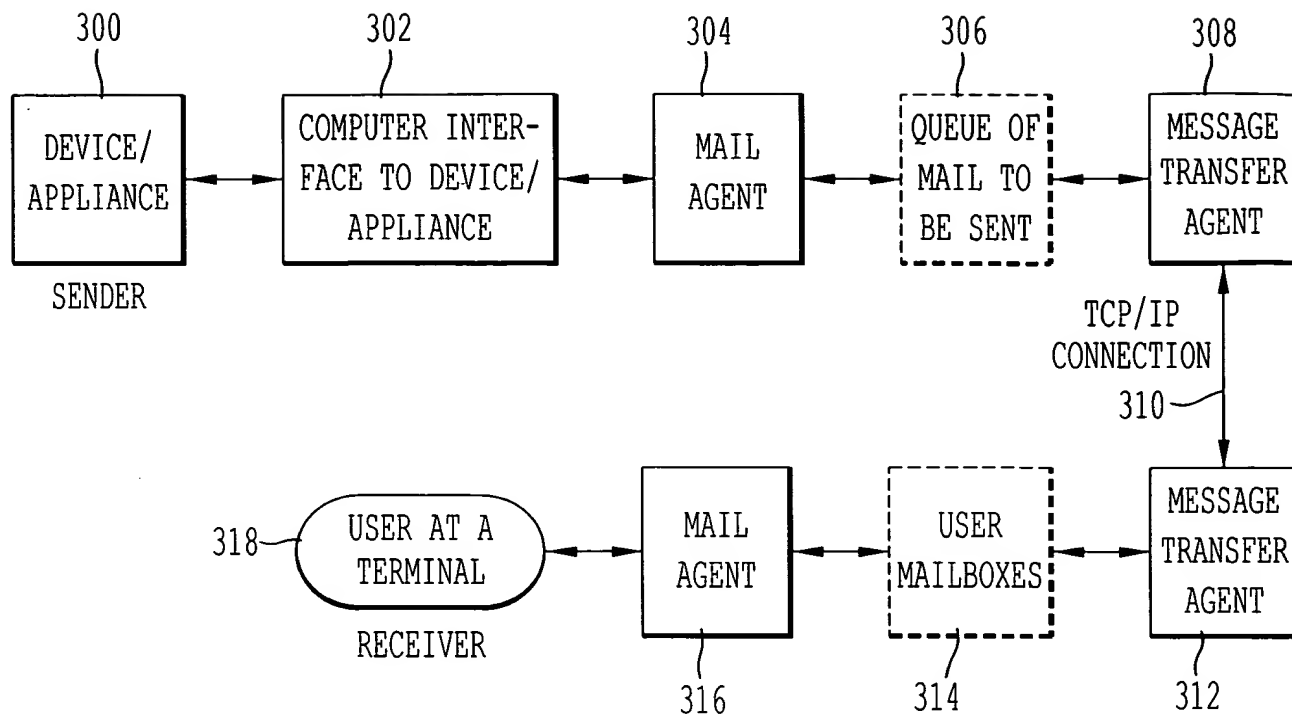 300
302
304
306
308
DEVICE/
APPLIANCE
COMPUTER INTER-
FACE TO DEVICE/
APPLIANCE
MAIL
AGENT
QUEUE OF
MAIL TO
BE SENT
MESSAGE
TRANSFER
AGENT
SENDER
TCP/IP
CONNECTION
310
318
USER AT A
TERMINAL
MAIL
AGENT
USER
MAILBOXES
MESSAGE
TRANSFER
AGENT
RECEIVER
316
314
312